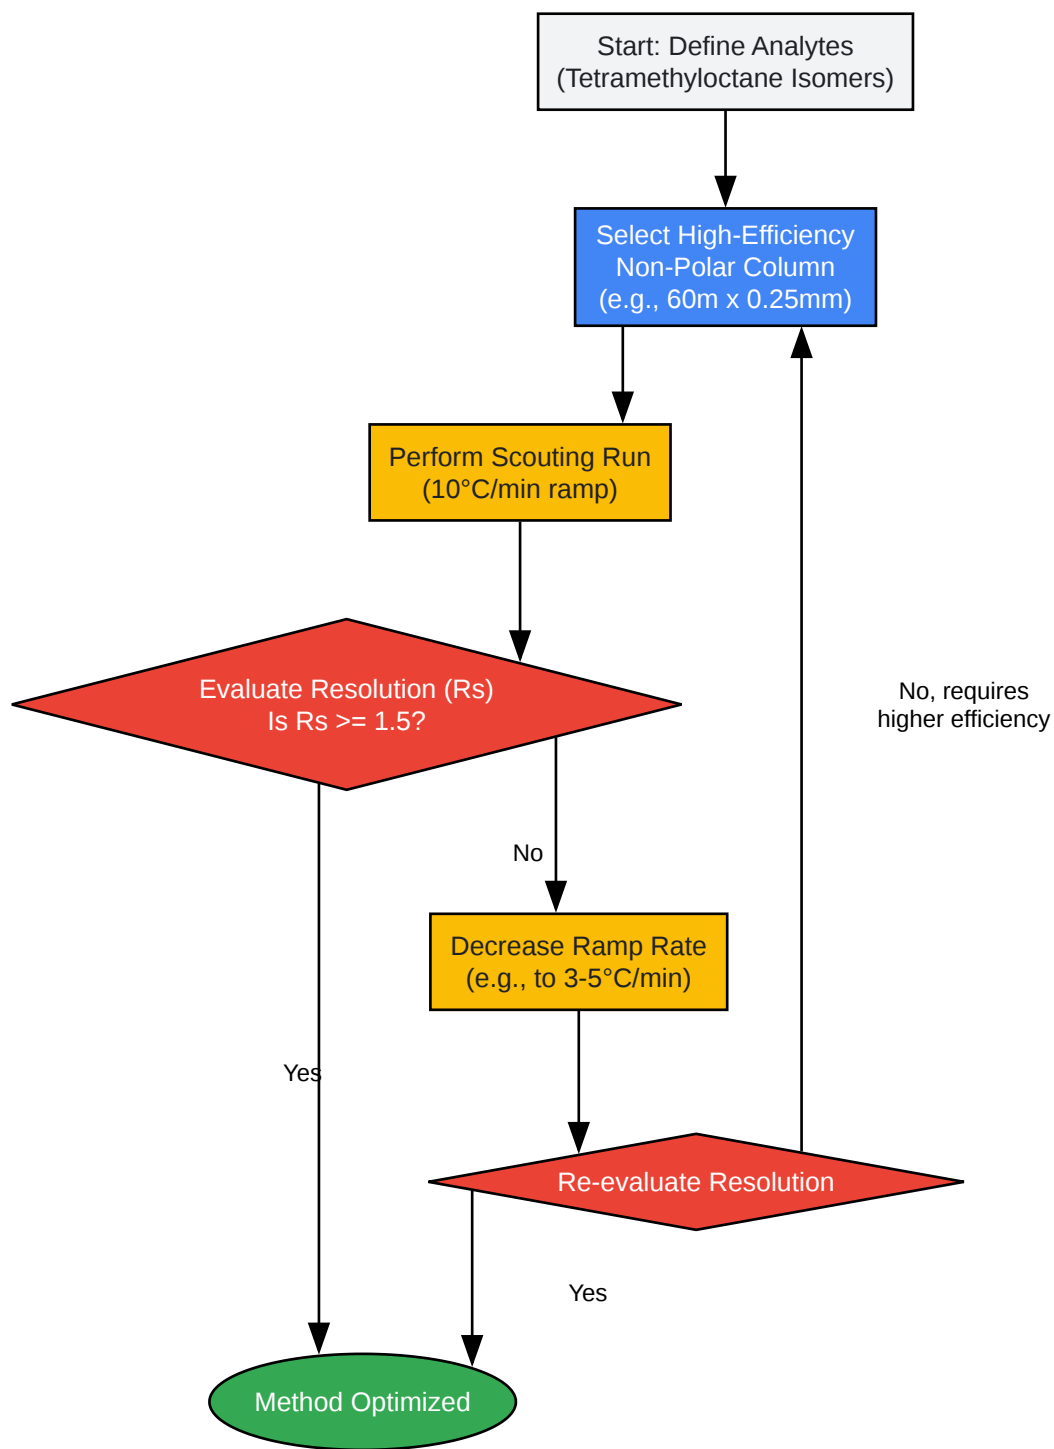 Start: Define Analytes
(Tetramethyloctane Isomers)
Select High-Efficiency
Non-Polar Column
(e.g., 60m x 0.25mm)
Perform Scouting Run
(10°C/min ramp)
Evaluate Resolution (Rs)
Is Rs >= 1.5?
No, requires
higher efficiency
No
Decrease Ramp Rate
(e.g., to 3-5°C/min)
Yes
Re-evaluate Resolution
Yes
Method Optimized